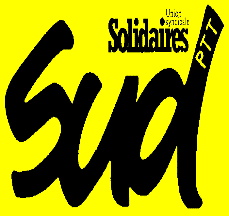 Union
syndicale
Solidaires
Sud
PTT